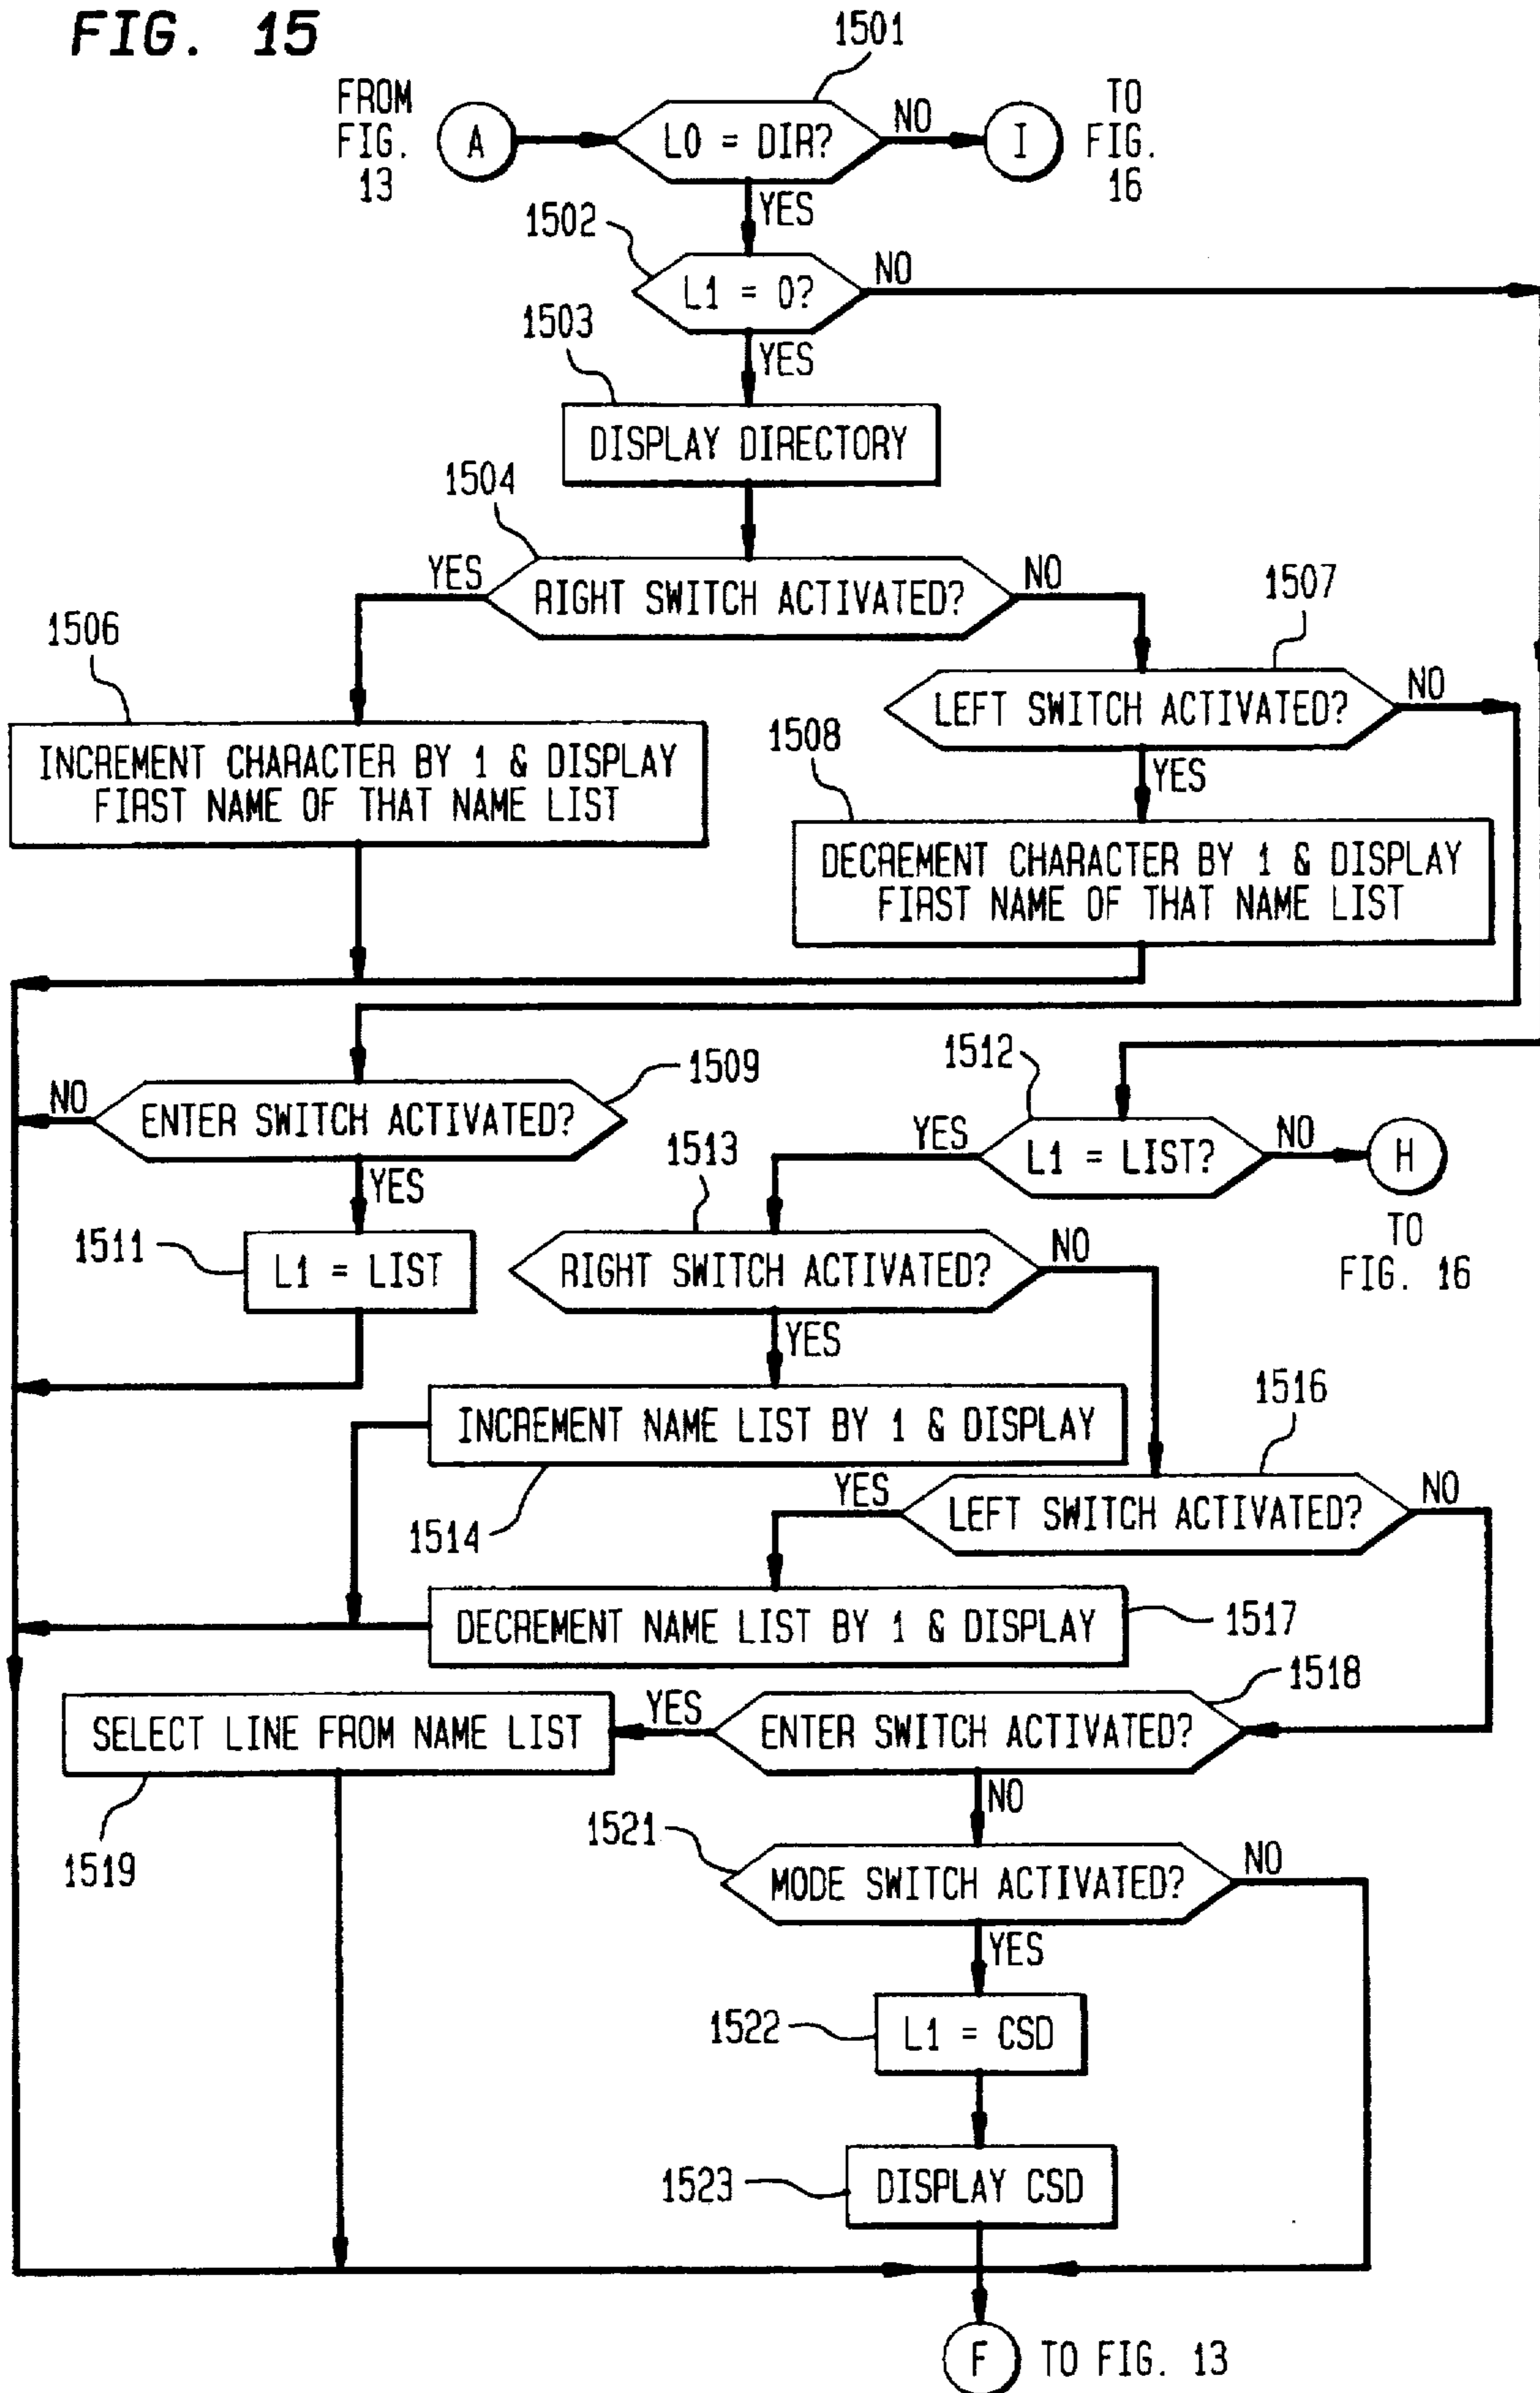 FIG. 15
1501
FROM
FIG.
13
A
L0 = DIR?
NO
I
TO
FIG.
16
YES
1502
L1 = 0?
NO
YES
1503
DISPLAY DIRECTORY
1504
YES
RIGHT SWITCH ACTIVATED?
NO
1507
1506
LEFT SWITCH ACTIVATED?
NO
INCREMENT CHARACTER BY 1 & DISPLAY
FIRST NAME OF THAT NAME LIST
1508
YES
DECREMENT CHARACTER BY 1 & DISPLAY
FIRST NAME OF THAT NAME LIST
1509
1512
NO
ENTER SWITCH ACTIVATED?
YES
1513
YES
L1 = LIST?
NO
H
TO
FIG. 16
1511
L1 = LIST
RIGHT SWITCH ACTIVATED?
NO
YES
INCREMENT NAME LIST BY 1 & DISPLAY
1514
1516
YES
LEFT SWITCH ACTIVATED?
NO
DECREMENT NAME LIST BY 1 & DISPLAY
1517
1518
SELECT LINE FROM NAME LIST
YES
ENTER SWITCH ACTIVATED?
1519
NO
1521
MODE SWITCH ACTIVATED?
NO
YES
1522
L1 = CSD
1523
DISPLAY CSD
F
TO FIG. 13